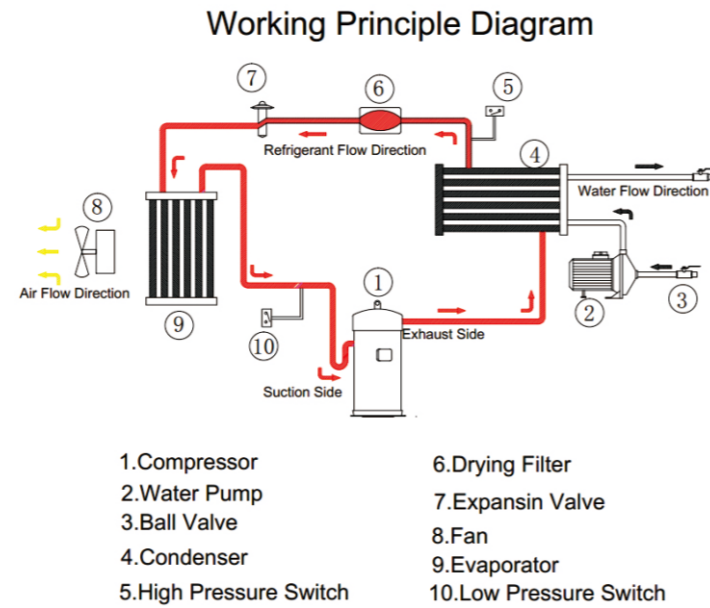 Working Principle Diagram
7
6
5
Refrigerant Flow Direction
4
Water Flow Direction
8
Air Flow Direction
1
2
3
9
10
Exhaust Side
Suction Side
1.Compressor
2.Water Pump
3.Ball Valve
4.Condenser
5.High Pressure Switch
6.Drying Filter
7.Expansin Valve
8.Fan
9.Evaporator
10.Low Pressure Switch